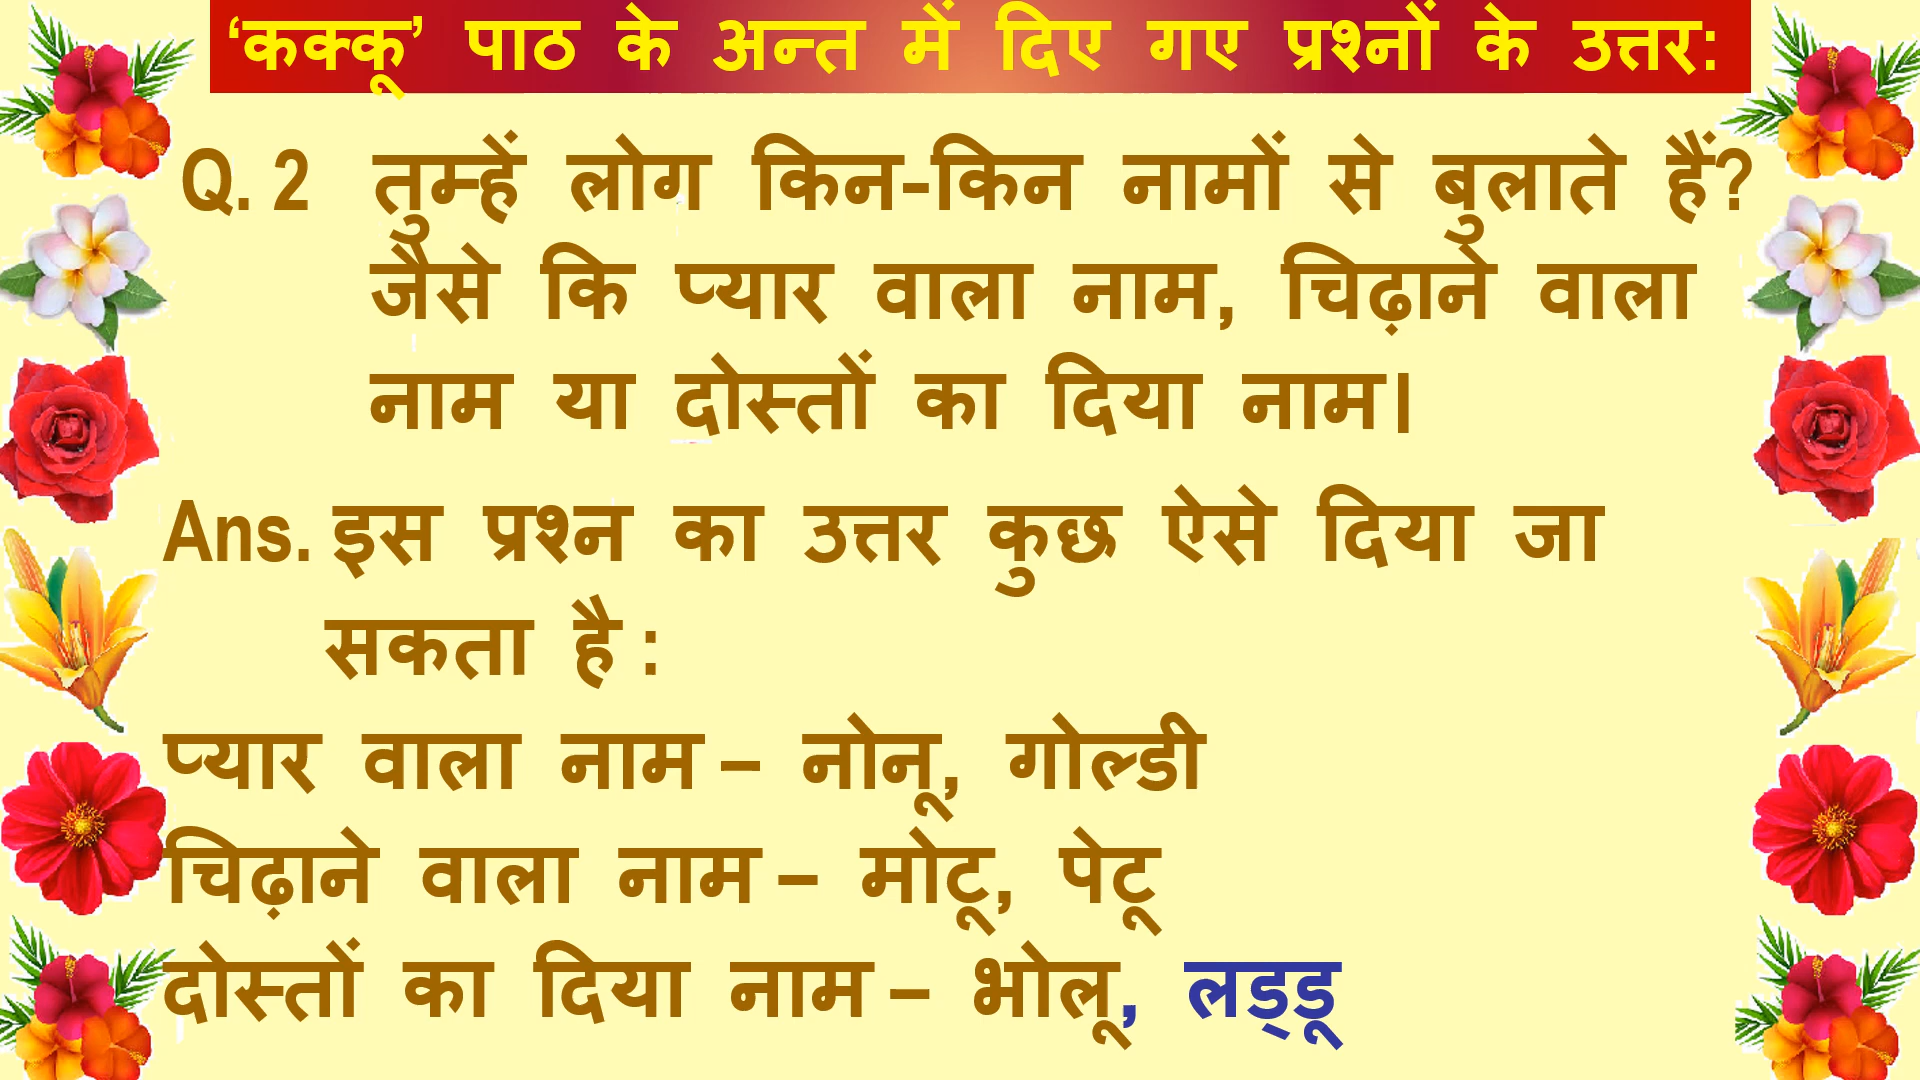 ‘कक्कू’ पाठ के अन्त में दिए गए प्रश्नों के उत्तर:
Q. 2 तुम्हें लोग किन-किन नामों से बुलाते हैं?
जैसे कि प्यार वाला नाम, चिढ़ाने वाला
नाम या दोस्तों का दिया नाम।
Ans. इस प्रश्न का उत्तर कुछ ऐसे दिया जा
सकता है :
प्यार वाला नाम – नोनू, गोल्डी
चिढ़ाने वाला नाम – मोटू, पेटू
दोस्तों का दिया नाम – भोलू, लड्डू